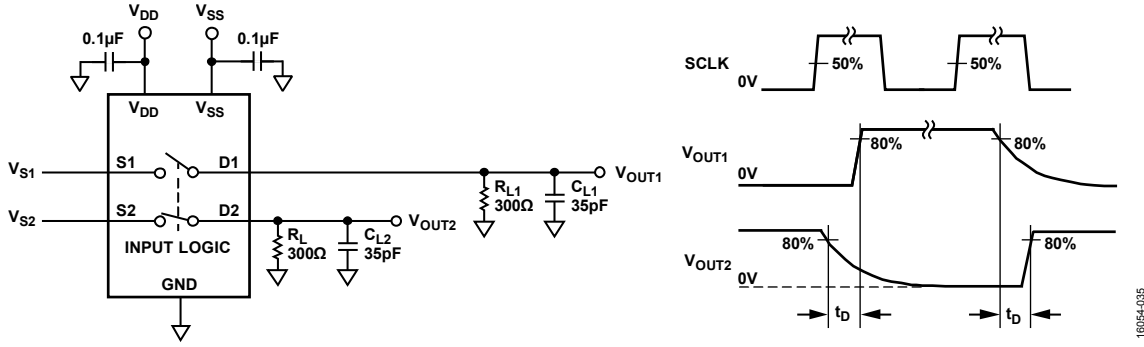 VDD
VSS
0.1µF
0.1µF
VDD
VSS
VS1
S1
D1
VOUT1
RL1
300Ω
CL1
35pF
VS2
S2
D2
VOUT2
RL
300Ω
CL2
35pF
INPUT LOGIC
GND
SCLK
0V
50%
50%
VOUT1
0V
80%
80%
VOUT2
0V
80%
80%
tD
tD
16054-035